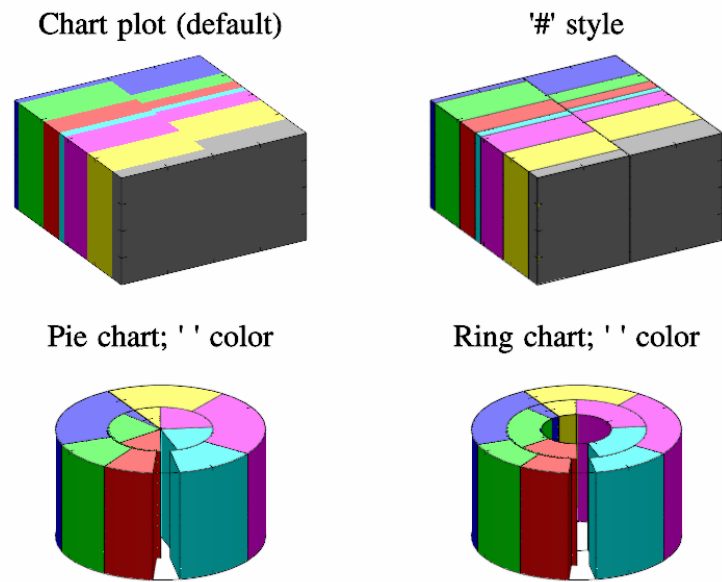 Chart plot (default)
'#' style
Pie chart; ' ' color
Ring chart; ' ' color